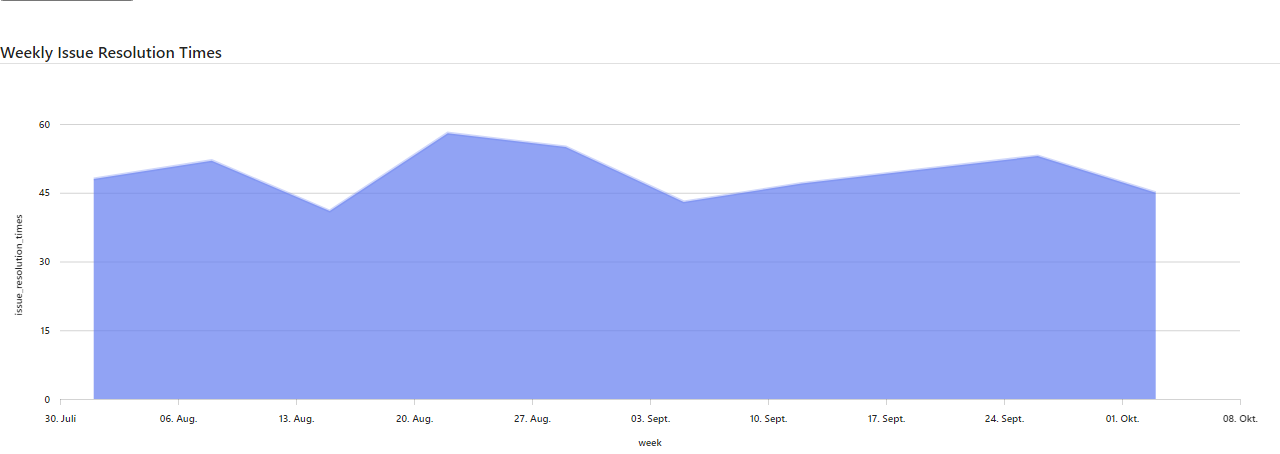 Weekly Issue Resolution Times
60
45
30
15
0
issue_resolution_times
30. Juli 06. Aug. 13. Aug. 20. Aug. 27. Aug. 03. Sept. 10. Sept. 17. Sept. 24. Sept. 01. Okt. 08. Okt.
week